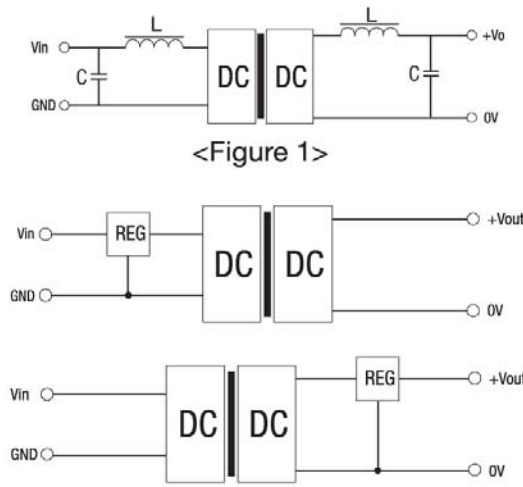 L L
Vin +Vo
C DC DC C
GND 0V
<Figure 1>
Vin REG +Vout
DC DC
GND 0V
Vin REG +Vout
DC DC
GND 0V